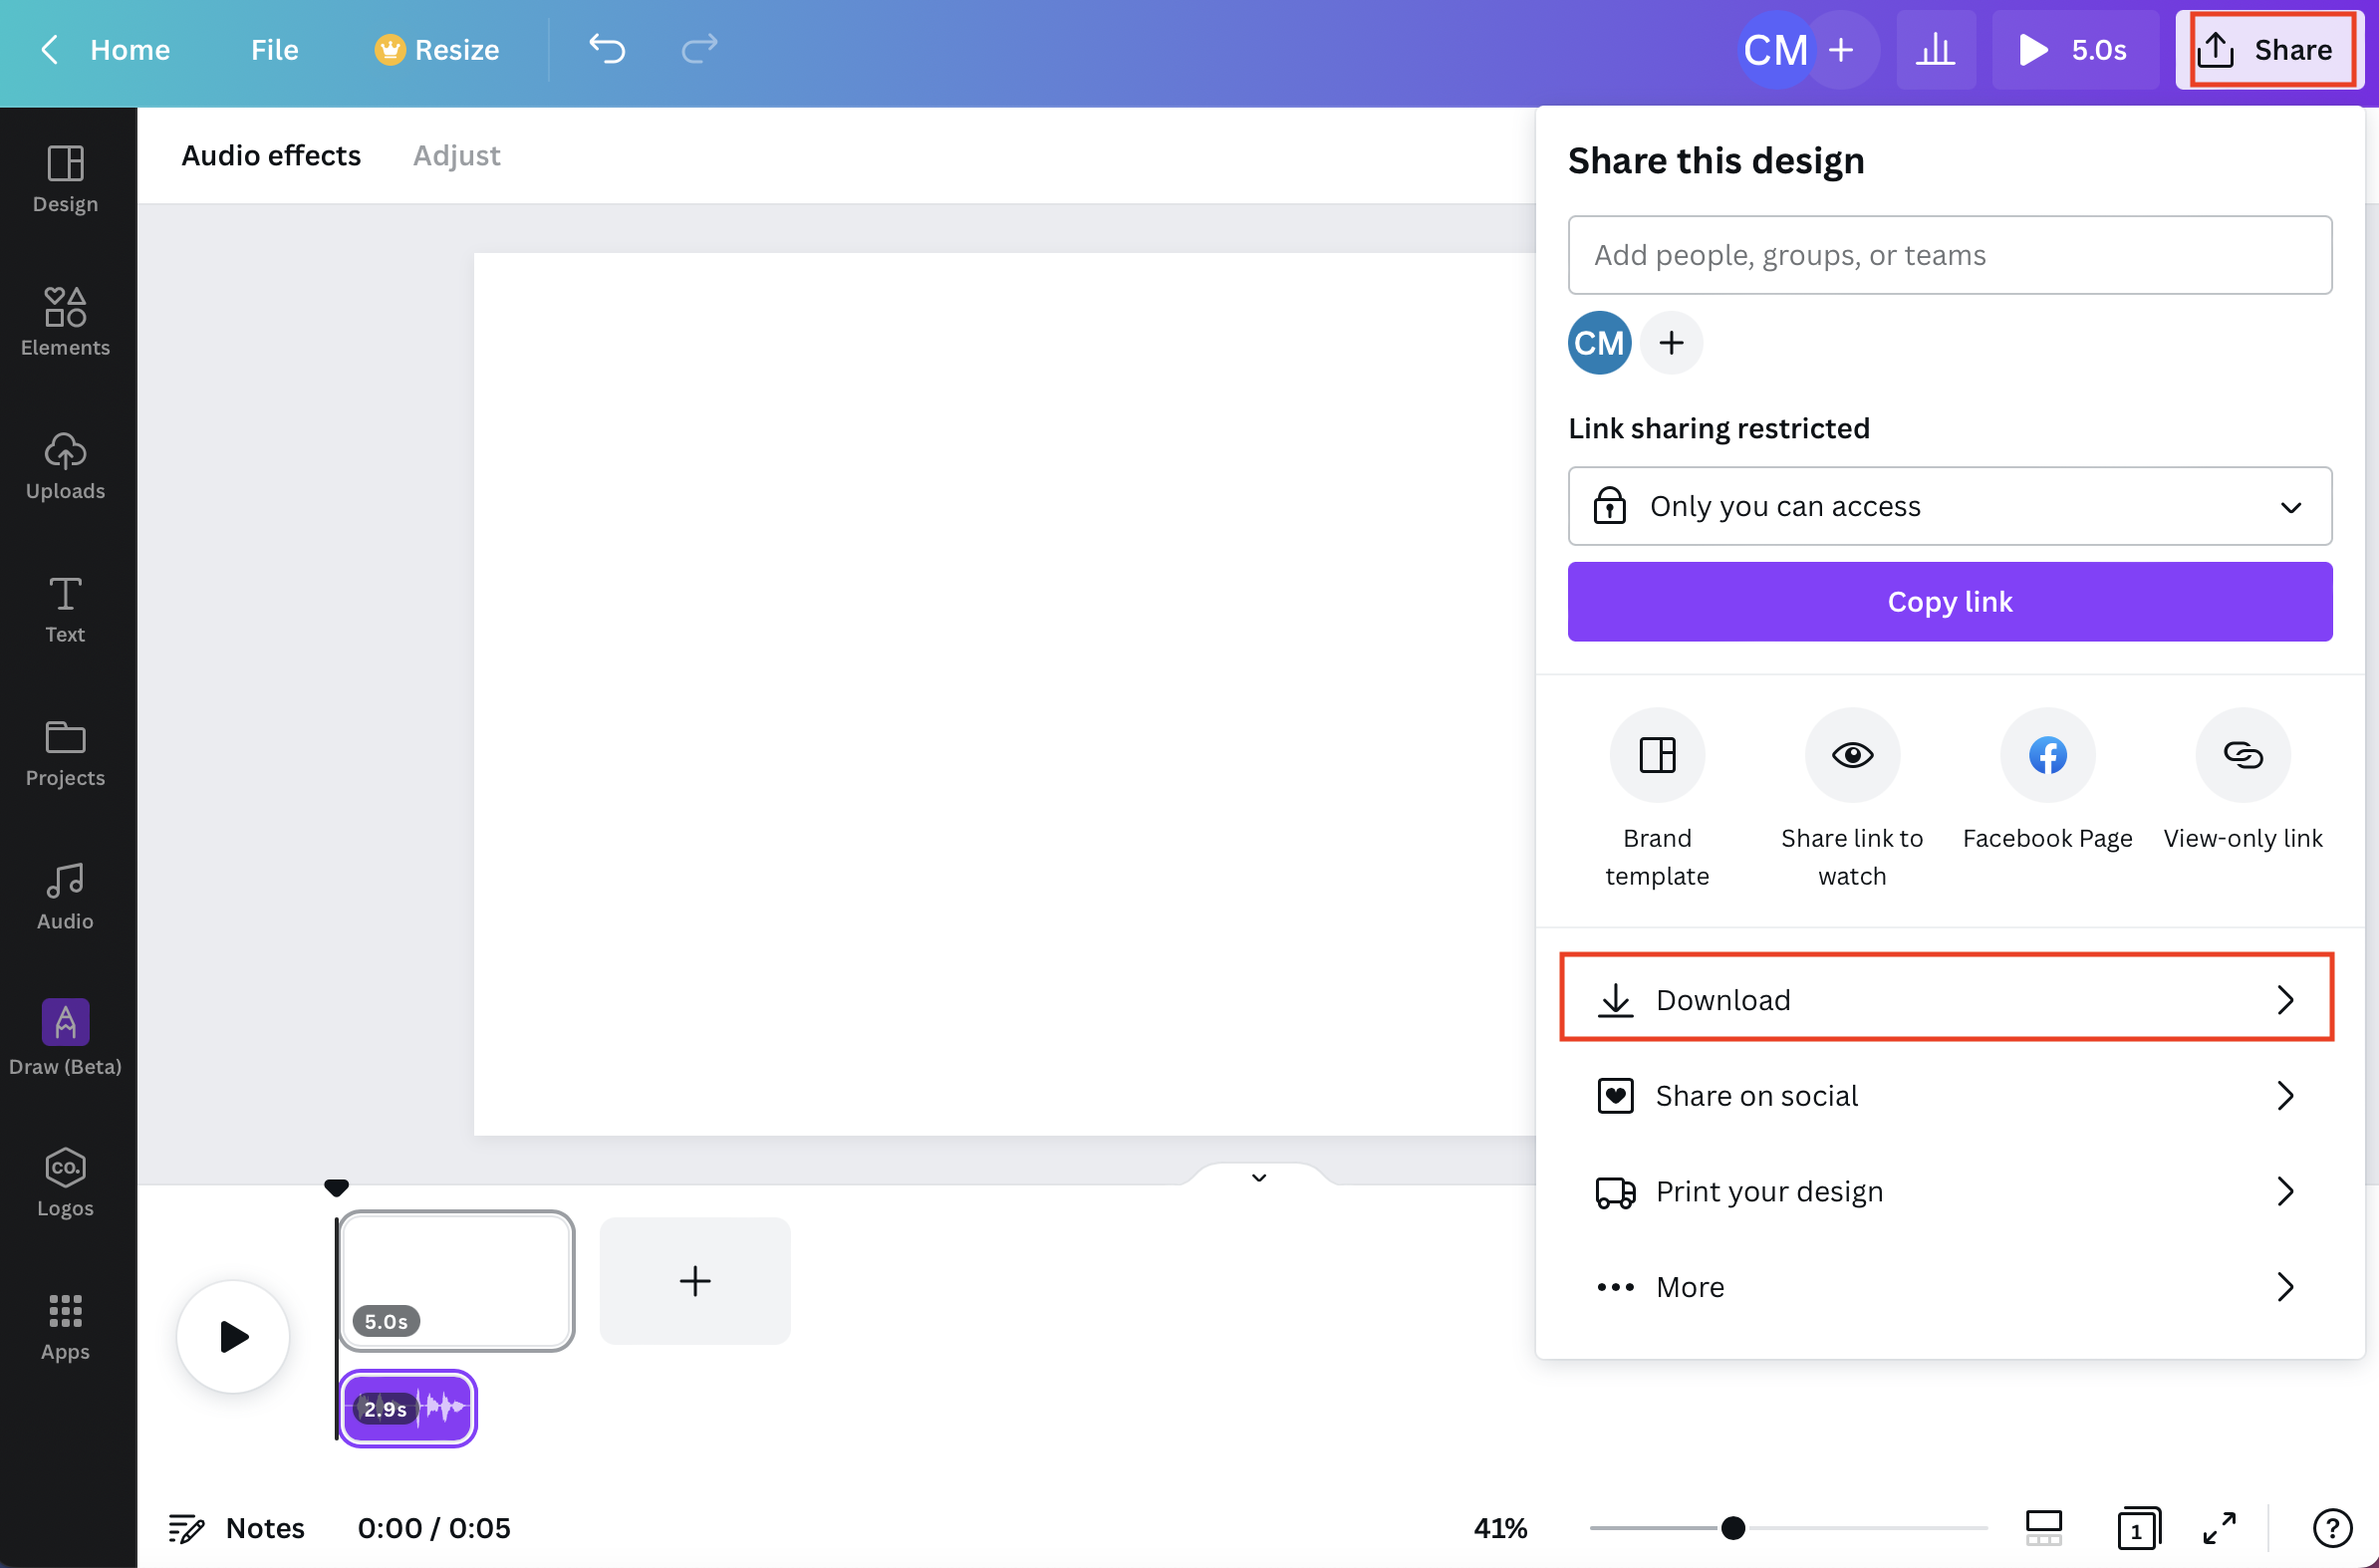 Home
File
Resize
CM
5.0s
Share
Design
Elements
Uploads
Text
Projects
Audio
Draw (Beta)
CO.
Logos
Apps
Audio effects
Adjust
Share this design
Add people, groups, or teams
CM
Link sharing restricted
Only you can access
Copy link
Brand
template
Share link to
watch
Facebook Page
View-only link
Download
Share on social
Print your design
More
5.0s
2.9s
Notes
0:00 / 0:05
41%
1
?